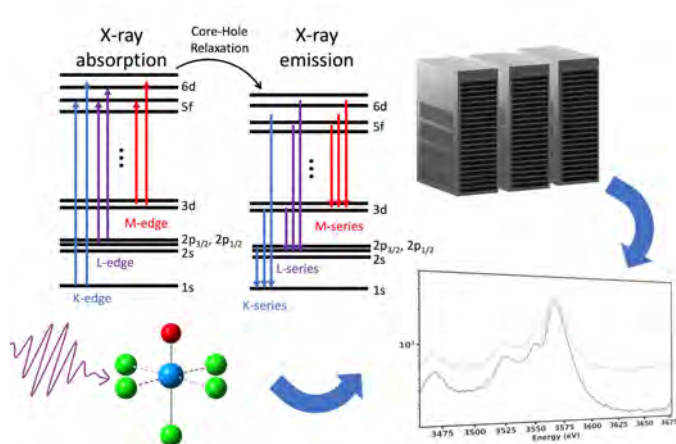 X-ray
absorption
Core-Hole
Relaxation
X-ray
emission
6d
5f
3d
M-edge
2p3/2, 2p1/2
2s
L-edge
1s
K-edge
6d
5f
3d
M-series
2p3/2, 2p1/2
2s
L-series
1s
K-series
10¹
3475
3500
3525
3550
3575
3600
3625
3650
3675
Energy (eV)